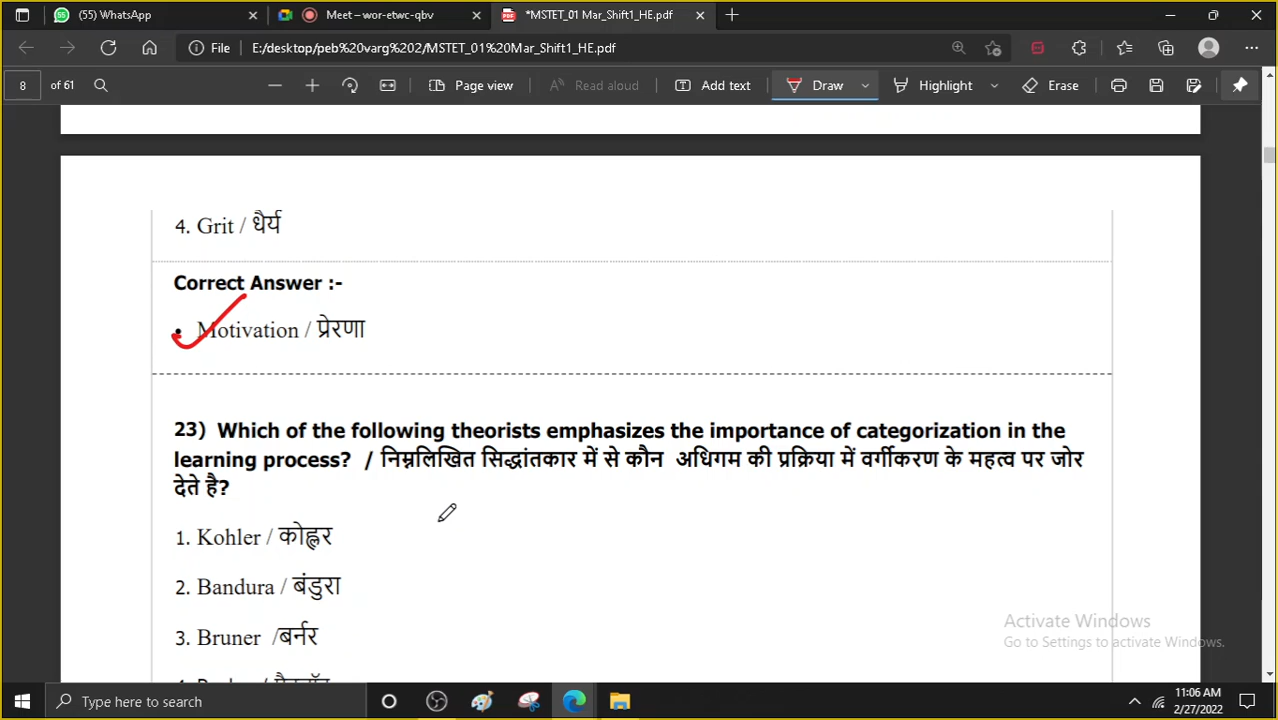 (55) WhatsApp
Meet – wor-etwc-qbv
*MSTET_01 Mar_Shift1_HE.pdf
File
E:/desktop/peb%20varg%202/MSTET_01%20Mar_Shift1_HE.pdf
8 of 61
Page view
Read aloud
Add text
Draw
Highlight
Erase
4. Grit / धैर्य
Correct Answer :-
• Motivation / प्रेरणा
23) Which of the following theorists emphasizes the importance of categorization in the
learning process? / निम्नलिखित सिद्धांतकार में से कौन अधिगम की प्रक्रिया में वर्गीकरण के महत्व पर जोर
देते है?
1. Kohler / कोह्लर
2. Bandura / बंडुरा
3. Bruner /बर्नर
Activate Windows
Go to Settings to activate Windows.
Type here to search
11:06 AM
2/27/2022